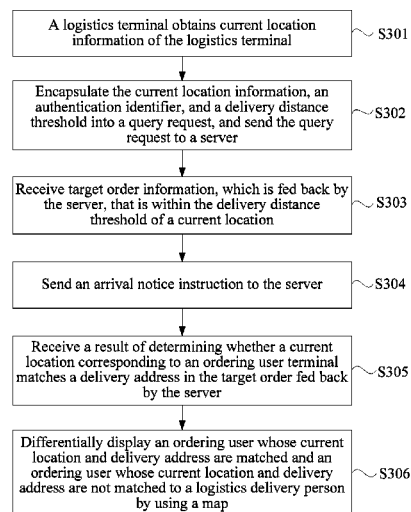 A logistics terminal obtains current location
information of the logistics terminal
S301
Encapsulate the current location information, an
authentication identifier, and a delivery distance
threshold into a query request, and send the query
request to a server
S302
Receive target order information, which is fed back by
the server, that is within the delivery distance
threshold of a current location
S303
Send an arrival notice instruction to the server
S304
Receive a result of determining whether a current
location corresponding to an ordering user terminal
matches a delivery address in the target order fed back
by the server
S305
Differentially display an ordering user whose current
location and delivery address are matched and an
ordering user whose current location and delivery
address are not matched to a logistics delivery person
by using a map
S306